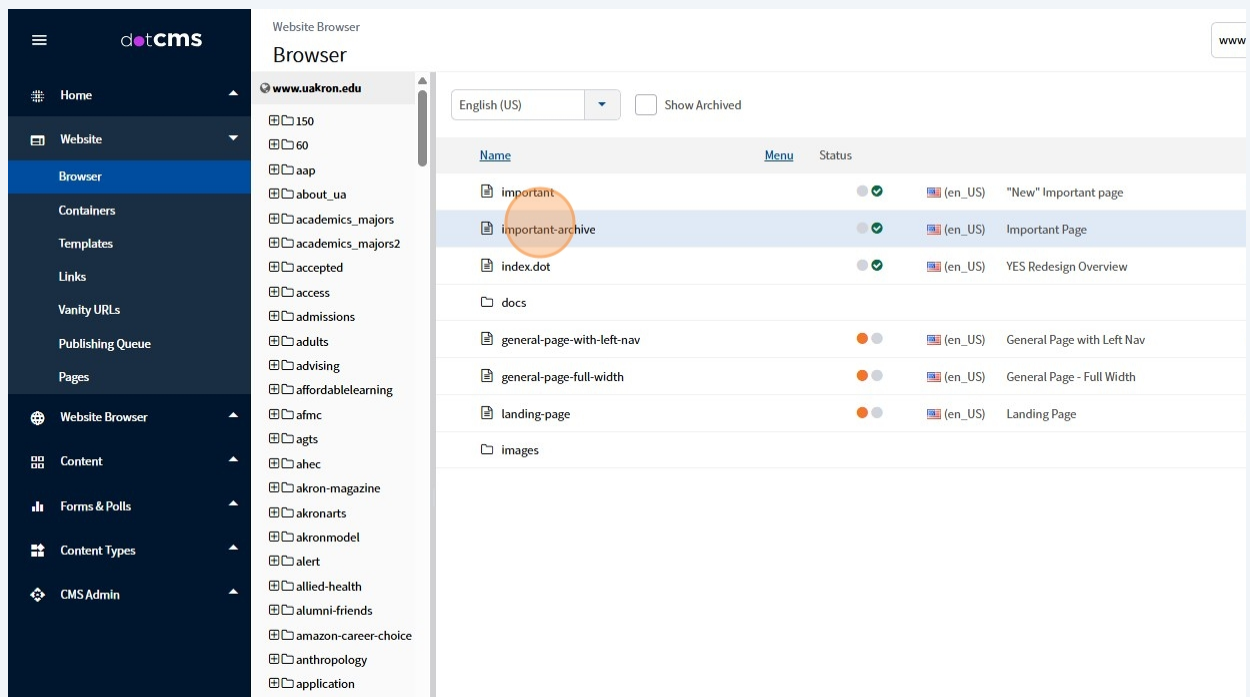 dotCMS
Home
Website
Browser
Containers
Templates
Links
Vanity URLs
Publishing Queue
Pages
Website Browser
Content
Forms & Polls
Content Types
CMS Admin
Website Browser
Browser
www
www.uakron.edu
150
60
aap
about_ua
academics_majors
academics_majors2
accepted
access
admissions
adults
advising
affordablelearning
afmc
agts
ahec
akron-magazine
akronarts
akronmodel
alert
allied-health
alumni-friends
amazon-career-choice
anthropology
application
English (US) Show Archived
Name Menu Status
important (en_US) "New" Important page
important-archive (en_US) Important Page
index.dot (en_US) YES Redesign Overview
docs
general-page-with-left-nav (en_US) General Page with Left Nav
general-page-full-width (en_US) General Page - Full Width
landing-page (en_US) Landing Page
images